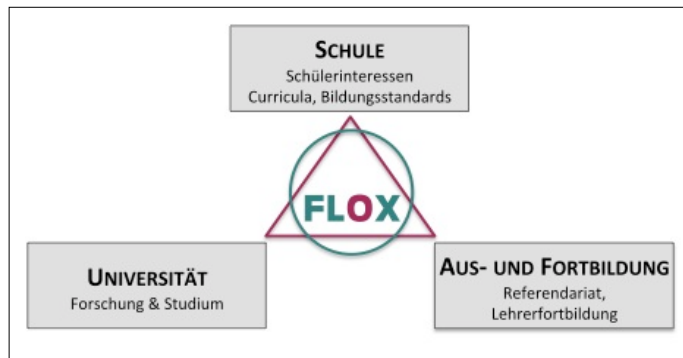 SCHULE
Schülerinteressen
Curricula, Bildungsstandards
FLOX
UNIVERSITÄT
Forschung & Studium
AUS- UND FORTBILDUNG
Referendariat,
Lehrerfortbildung